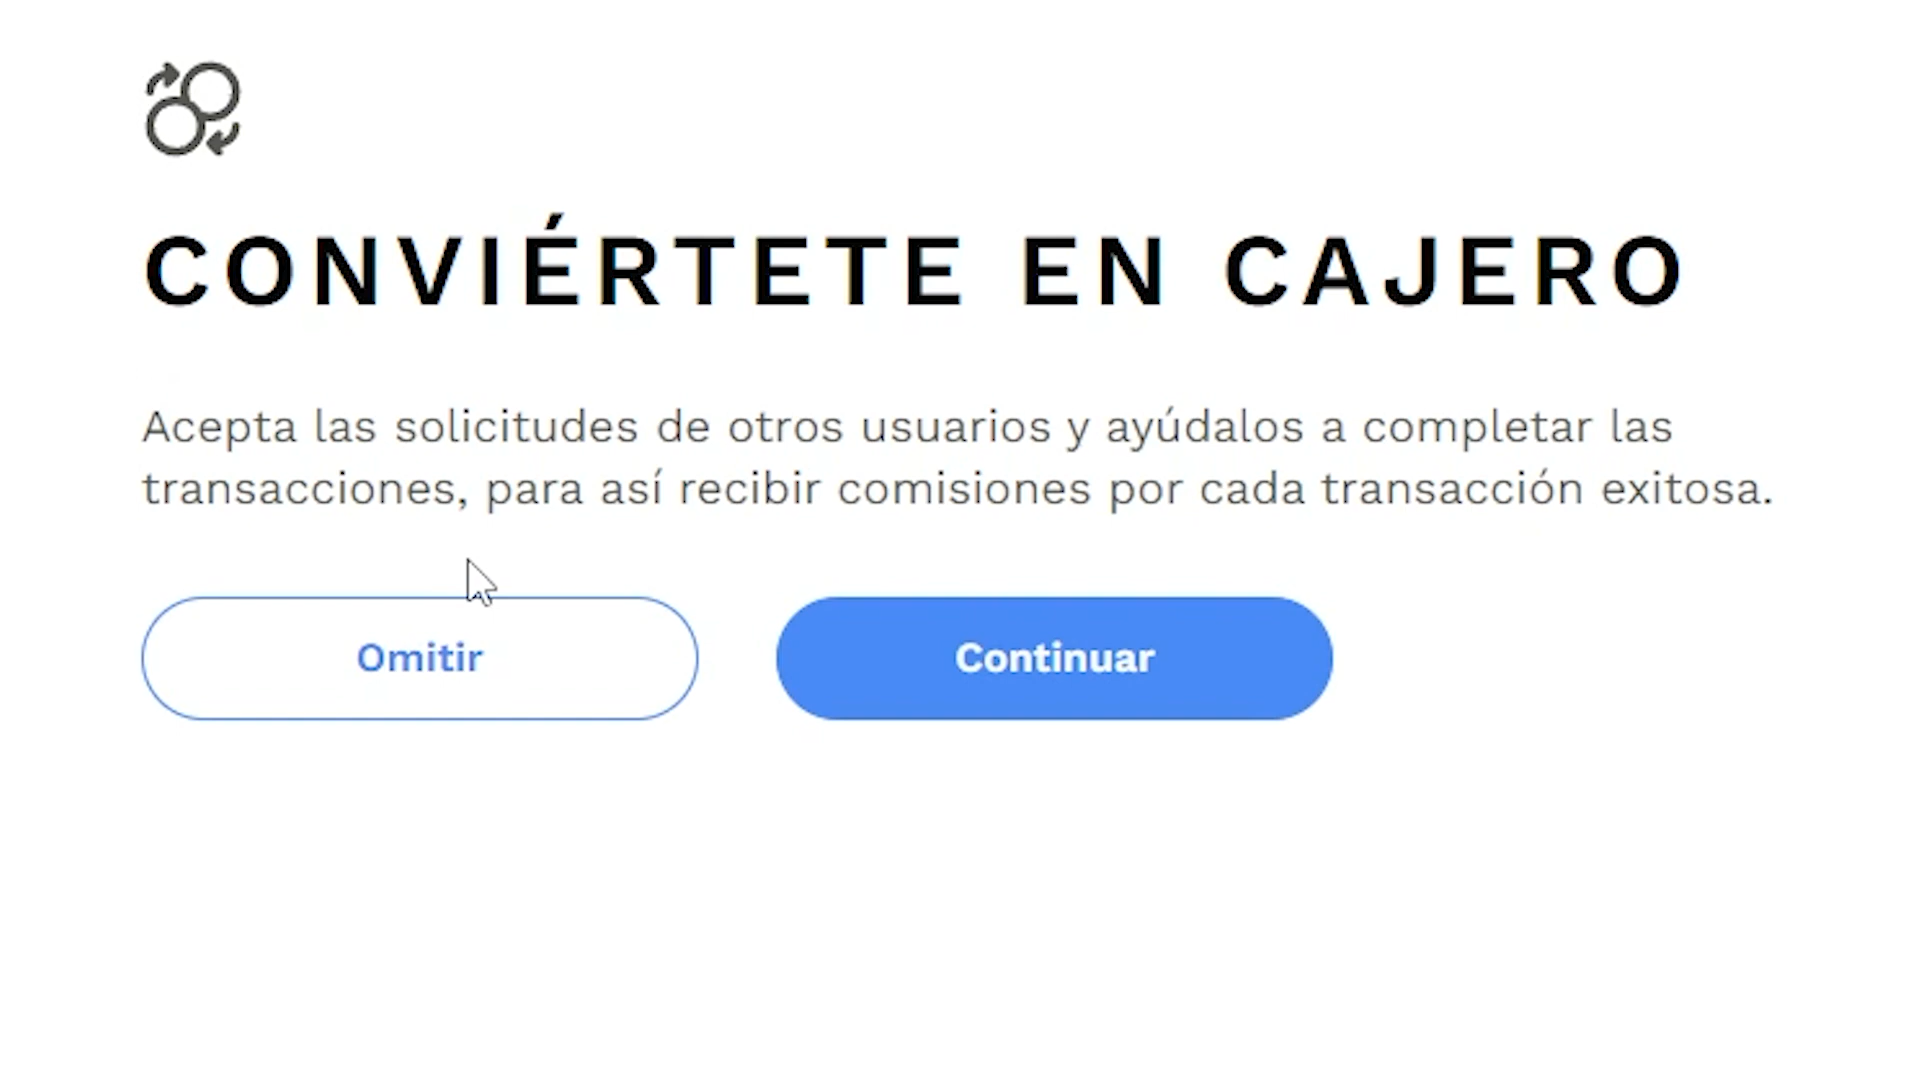 CONVIÉRTETE EN CAJERO
Acepta las solicitudes de otros usuarios y ayúdalos a completar las
transacciones, para así recibir comisiones por cada transacción exitosa.
Omitir
Continuar